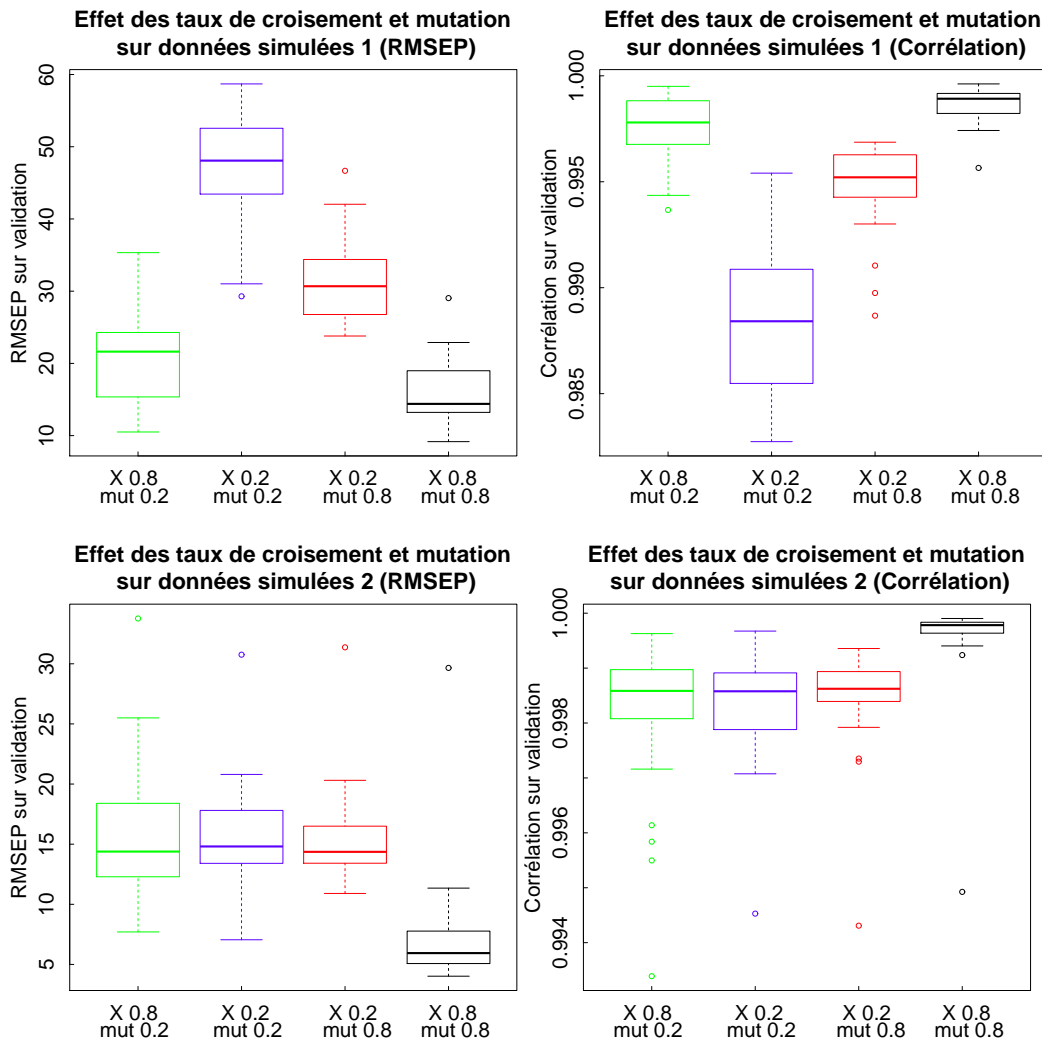 Effet des taux de croisement et mutation
sur données simulées 1 (RMSEP)
RMSEP sur validation
60
50
40
30
20
10
X 0.8
mut 0.2
X 0.2
mut 0.2
X 0.2
mut 0.8
X 0.8
mut 0.8
Effet des taux de croisement et mutation
sur données simulées 1 (Corrélation)
Corrélation sur validation
1.000
0.995
0.990
0.985
X 0.8
mut 0.2
X 0.2
mut 0.2
X 0.2
mut 0.8
X 0.8
mut 0.8
Effet des taux de croisement et mutation
sur données simulées 2 (RMSEP)
RMSEP sur validation
30
25
20
15
10
5
X 0.8
mut 0.2
X 0.2
mut 0.2
X 0.2
mut 0.8
X 0.8
mut 0.8
Effet des taux de croisement et mutation
sur données simulées 2 (Corrélation)
Corrélation sur validation
1.000
0.998
0.996
0.994
X 0.8
mut 0.2
X 0.2
mut 0.2
X 0.2
mut 0.8
X 0.8
mut 0.8